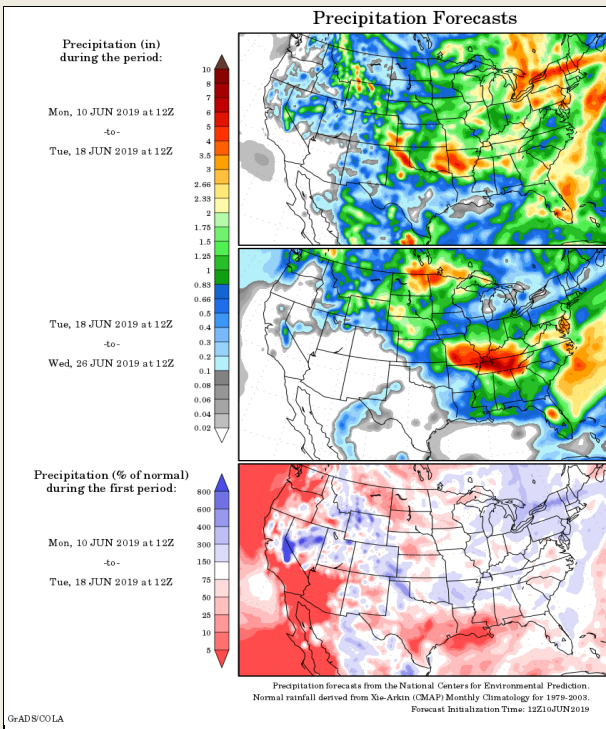 Precipitation Forecasts
Precipitation (in)
during the period:
Mon, 10 JUN 2019 at 12Z
-to-
Tue, 18 JUN 2019 at 12Z
10
8
7
6
5
4
3.5
3
2.66
2.33
2
1.75
1.5
1.25
1
0.83
0.66
0.5
0.4
0.3
0.2
0.1
0.08
0.06
0.04
0.02
Tue, 18 JUN 2019 at 12Z
-to-
Wed, 26 JUN 2019 at 12Z
Precipitation (% of normal)
during the first period:
Mon, 10 JUN 2019 at 12Z
-to-
Tue, 18 JUN 2019 at 12Z
800
600
400
300
150
75
50
25
10
5
Precipitation forecasts from the National Centers for Environmental Prediction.
Normal rainfall derived from Xie-Arkin (CMAP) Monthly Climatology for 1979-2003.
Forecast Initialization Time: 12Z10JUN2019
GrADS/COLA